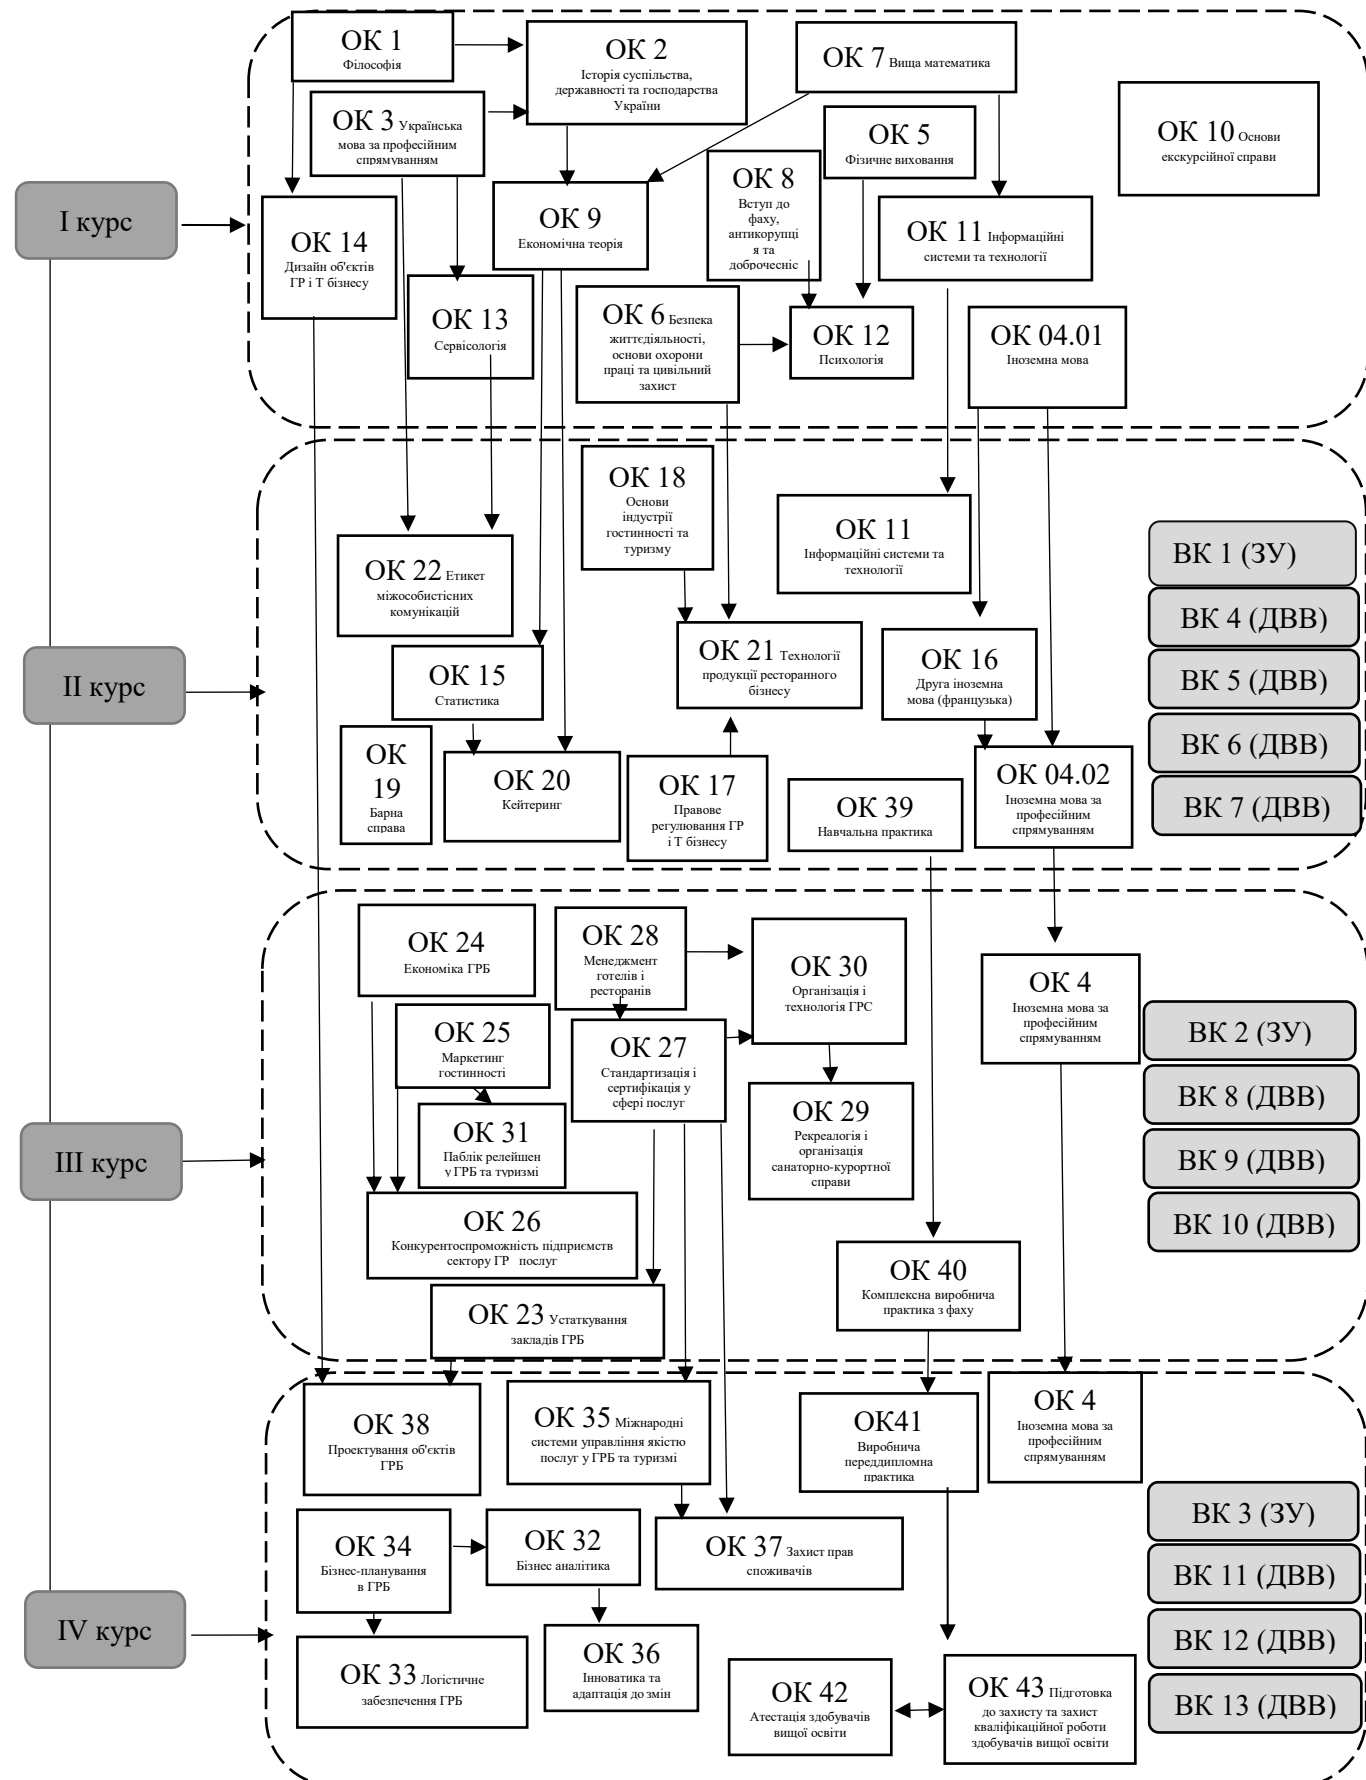 I курс
ОК 1
Філософія
ОК 2
Історія суспільства,
державності та господарства
України
ОК 7 Вища математика
ОК 3 Українська
мова за професійним
спрямуванням
ОК 5
Фізичне виховання
ОК 10 Основи
екскурсійної справи
ОК 8
Вступ до
фаху,
антикорупці
я та
доброчесніс
ОК 9
Економічна теорія
ОК 14
Дизайн об'єктів
ГР і Т бізнесу
ОК 11 Інформаційні
системи та технології
ОК 13
Сервісологія
ОК 6 Безпека
життєдіяльності,
основи охорони
праці та цивільний
захист
ОК 12
Психологія
ОК 04.01
Іноземна мова
II курс
ОК 18
Основи
індустрії
гостинності та
туризму
ОК 11
Інформаційні системи та
технології
ОК 22 Етикет
міжособистісних
комунікацій
ОК 21 Технології
продукції ресторанного
бізнесу
ОК 16
Друга іноземна
мова (французька)
ОК 15
Статистика
ОК
19
Барна
справа
ОК 20
Кейтеринг
ОК 17
Правове
регулювання ГР
і Т бізнесу
ОК 39
Навчальна практика
ОК 04.02
Іноземна мова за
професійним
спрямуванням
ВК 1 (ЗУ)
ВК 4 (ДВВ)
ВК 5 (ДВВ)
ВК 6 (ДВВ)
ВК 7 (ДВВ)
III курс
ОК 24
Економіка ГРБ
ОК 28
Менеджмент
готелів і
ресторанів
ОК 30
Організація і
технологія ГРС
ОК 4
Іноземна мова за
професійним
спрямуванням
ОК 25
Маркетинг
гостинності
ОК 27
Стандартизація і
сертифікація у
сфері послуг
ОК 31
Паблік релейшен
у ГРБ та туризмі
ОК 29
Рекреалогія і
організація
санаторно-курортної
справи
ОК 26
Конкурентоспроможність підприємств
сектору ГР послуг
ОК 40
Комплексна виробнича
практика з фаху
ОК 23 Устаткування
закладів ГРБ
ВК 2 (ЗУ)
ВК 8 (ДВВ)
ВК 9 (ДВВ)
ВК 10 (ДВВ)
IV курс
ОК 38
Проектування об'єктів
ГРБ
ОК 35 Міжнародні
системи управління якістю
послуг у ГРБ та туризмі
ОК41
Виробнича
переддипломна
практика
ОК 4
Іноземна мова за
професійним
спрямуванням
ОК 34
Бізнес-планування
в ГРБ
ОК 32
Бізнес аналітика
ОК 37 Захист прав
споживачів
ОК 33 Логістичне
забезпечення ГРБ
ОК 36
Інноватика та
адаптація до змін
ОК 42
Атестація здобувачів
вищої освіти
ОК 43 Підготовка
до захисту та захист
кваліфікаційної роботи
здобувачів вищої освіти
ВК 3 (ЗУ)
ВК 11 (ДВВ)
ВК 12 (ДВВ)
ВК 13 (ДВВ)